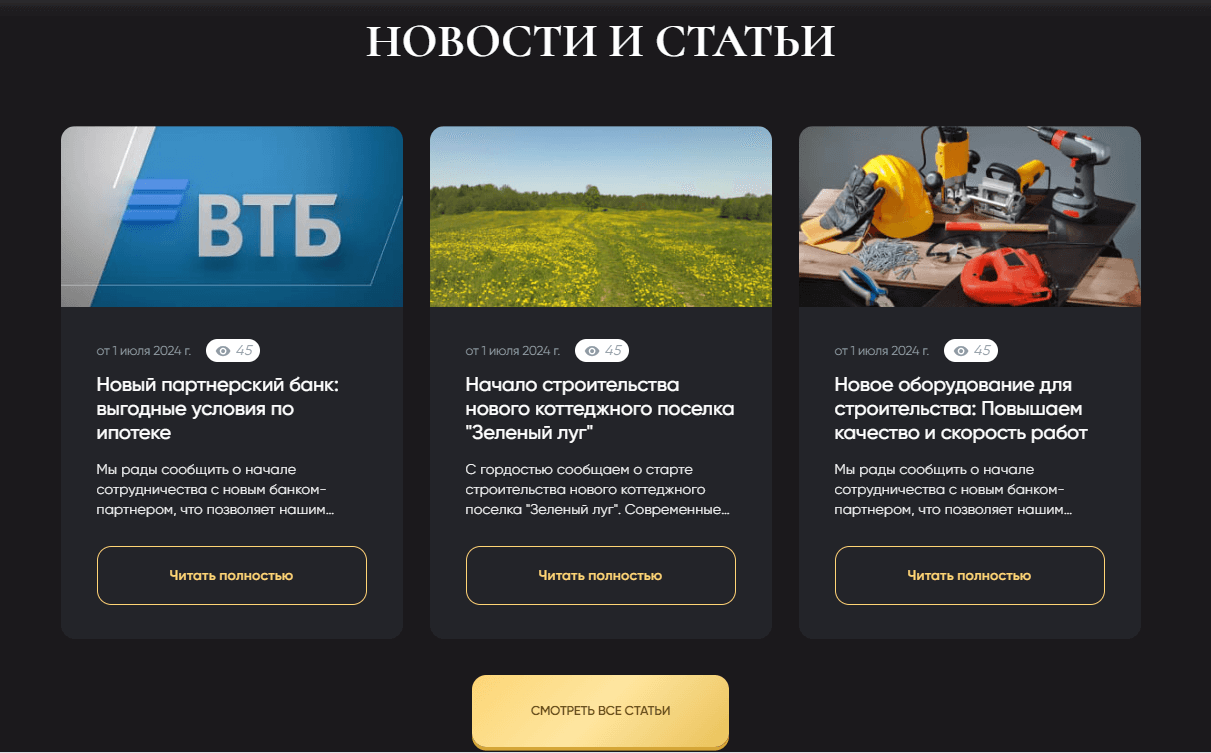 НОВОСТИ И СТАТЬИ
ВТБ
от 1 июля 2024 г. 45
Новый партнерский банк:
выгодные условия по
ипотеке
Мы рады сообщить о начале
сотрудничества с новым банком-
партнером, что позволяет нашим...
Читать полностью
от 1 июля 2024 г. 45
Начало строительства
нового коттеджного поселка
"Зеленый луг"
С гордостью сообщаем о старте
строительства нового коттеджного
поселка "Зеленый луг". Современные...
Читать полностью
от 1 июля 2024 г. 45
Новое оборудование для
строительства: Повышаем
качество и скорость работ
Мы рады сообщить о начале
сотрудничества с новым банком-
партнером, что позволяет нашим...
Читать полностью
СМОТРЕТЬ ВСЕ СТАТЬИ